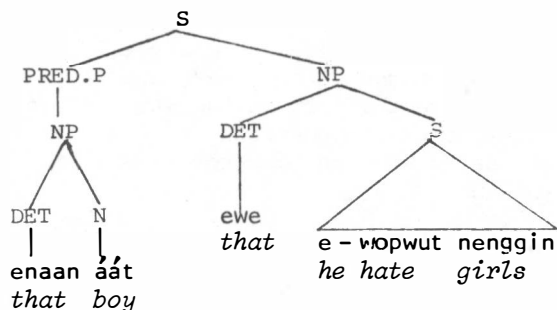 S
PRED.P NP
NP DET S
DET N ewe
that e - wopwut nenggin
enaan áát he hate girls
that boy